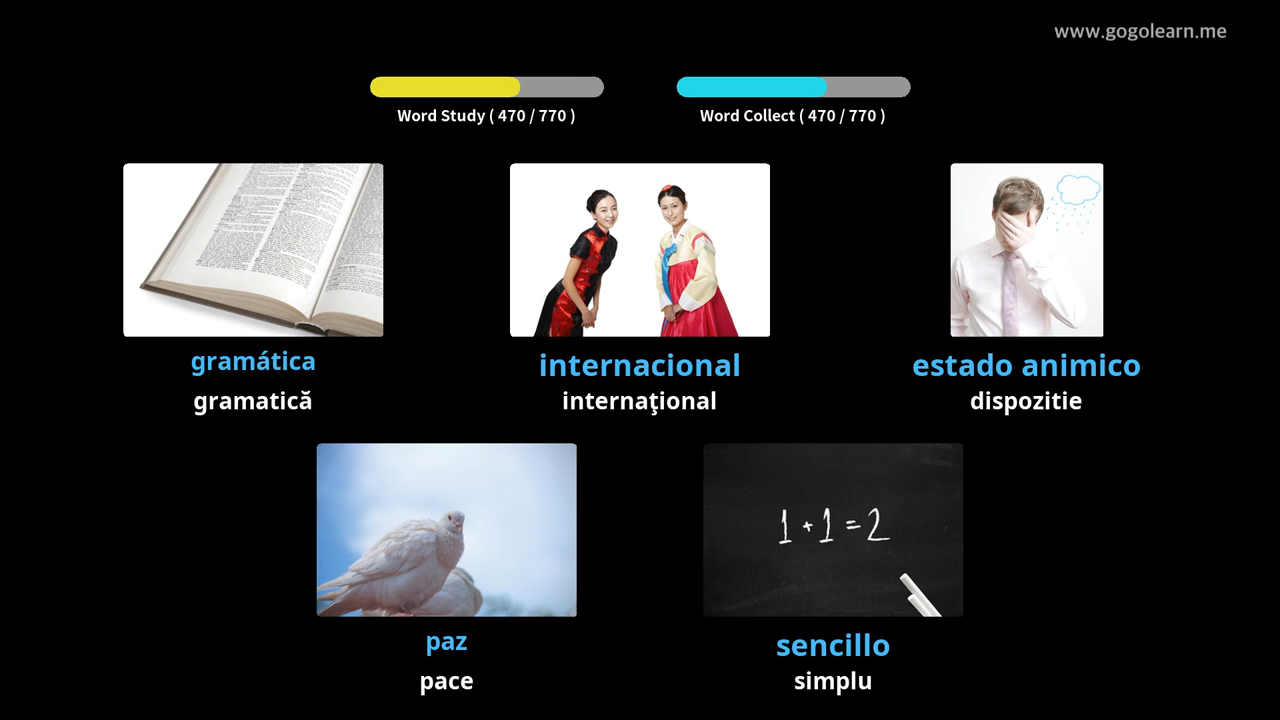 www.gogolearn.me
Word Study ( 470 / 770 )
Word Collect ( 470 / 770 )
gramática
gramatică
internacional
internaţional
estado animico
dispozitie
1 + 1 = 2
paz
pace
sencillo
simplu